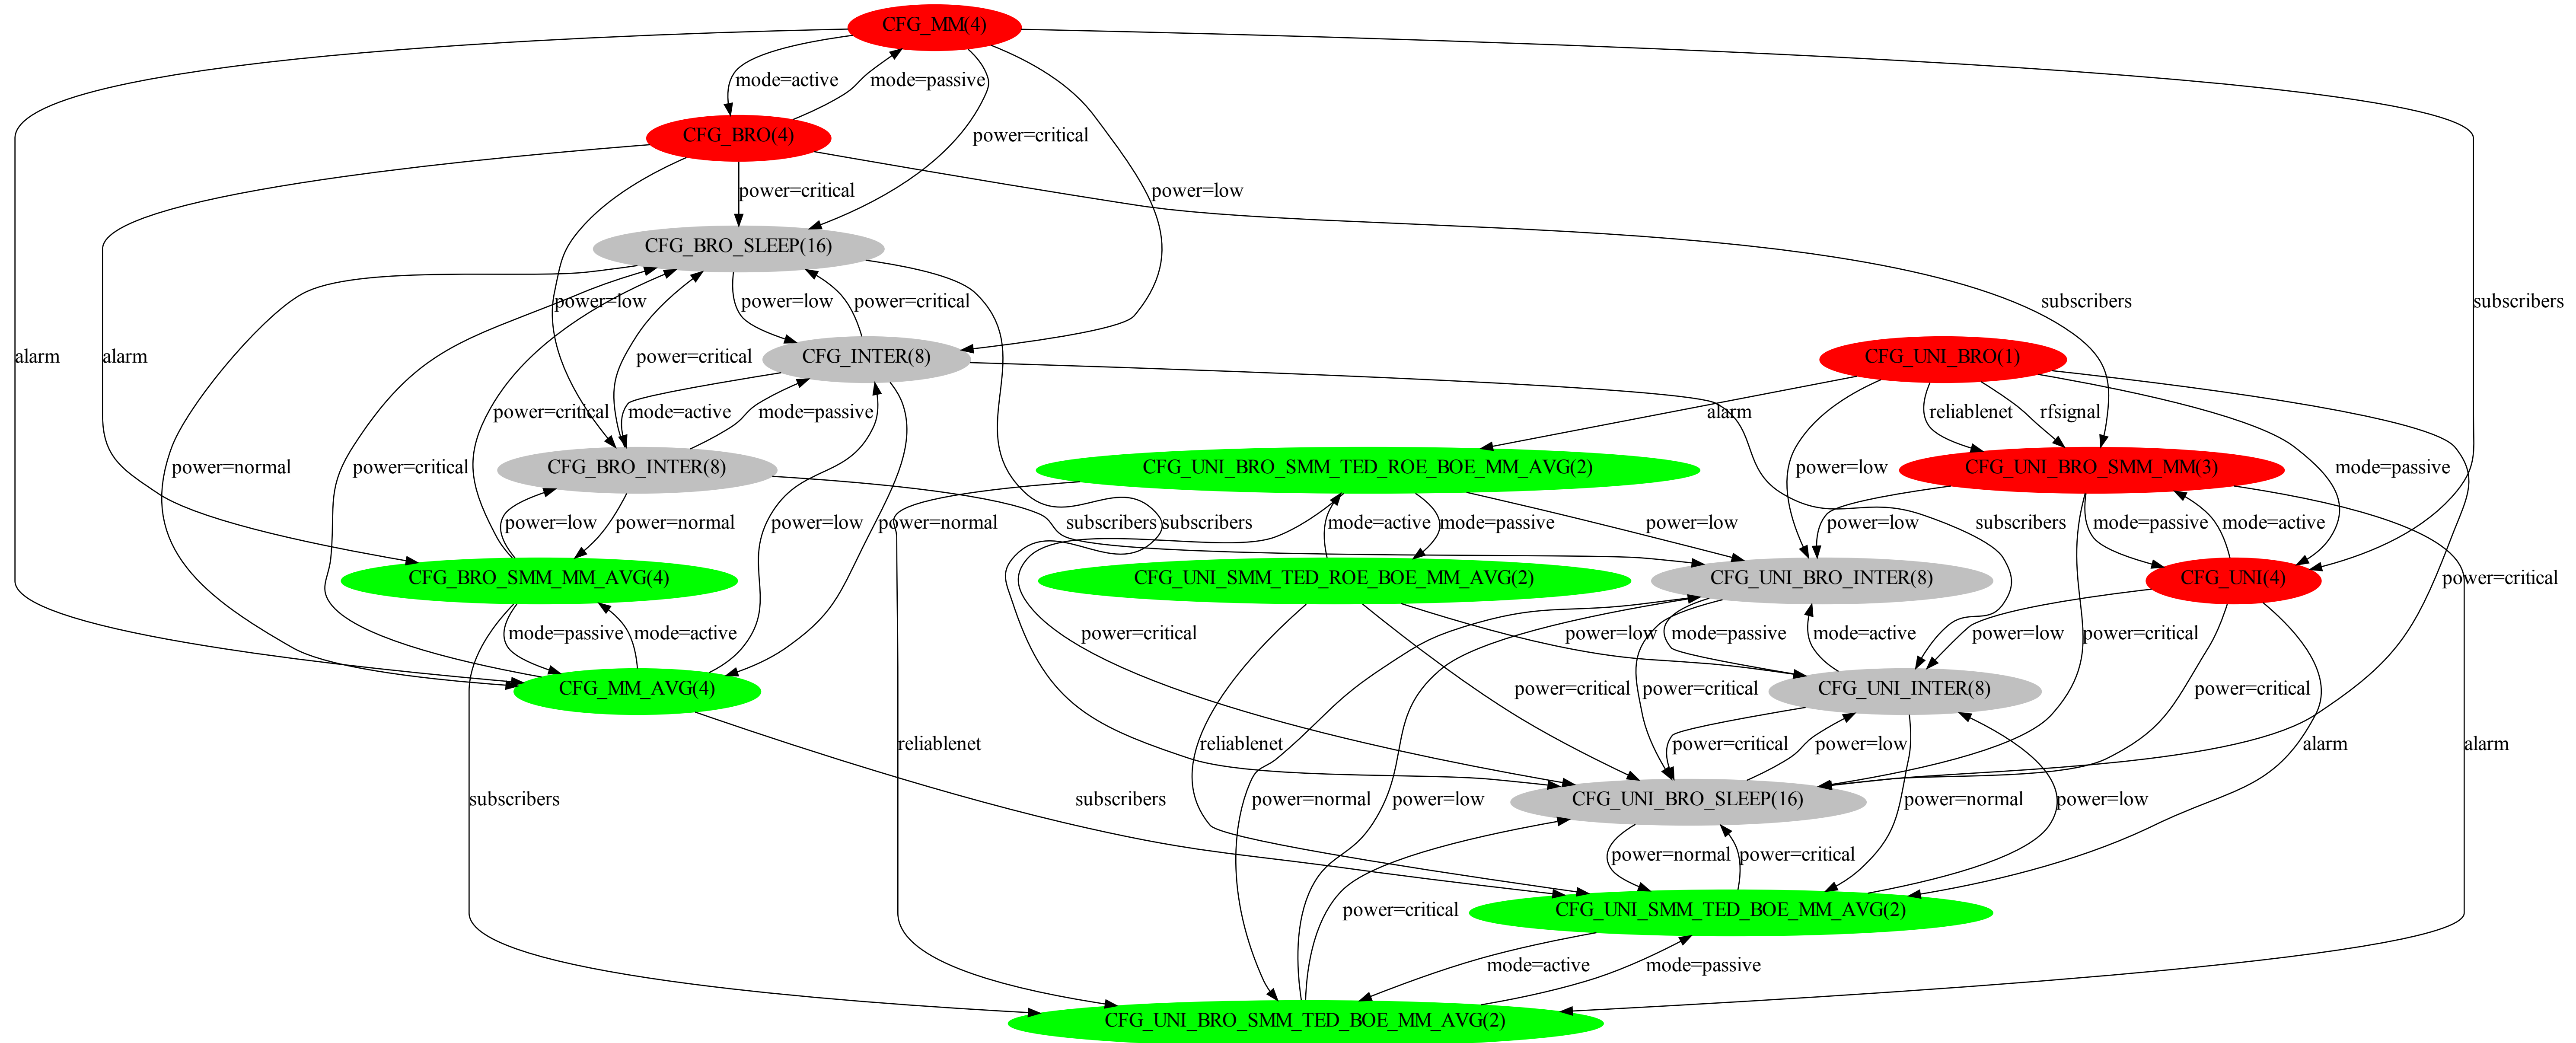 CFG_MM(4)
mode=active
mode=passive
CFG_BRO(4)
power=critical
power=critical
power=low
CFG_BRO_SLEEP(16)
power=low
power=low
power=critical
subscribers
subscribers
alarm
alarm
power=critical
CFG_INTER(8)
CFG_UNI_BRO(1)
power=critical
mode=active
mode=passive
alarm
reliablenet
rfsignal
power=normal
power=critical
CFG_BRO_INTER(8)
CFG_UNI_BRO_SMM_TED_ROE_BOE_MM_AVG(2)
power=low
CFG_UNI_BRO_SMM_MM(3)
mode=passive
power=low
power=normal
power=low
power=normal
subscribers
subscribers
mode=active
mode=passive
power=low
power=low
subscribers
mode=passive
mode=active
CFG_BRO_SMM_MM_AVG(4)
CFG_UNI_SMM_TED_ROE_BOE_MM_AVG(2)
CFG_UNI_BRO_INTER(8)
CFG_UNI(4)
power=critical
mode=passive
mode=active
power=critical
power=low
mode=passive
mode=active
power=low
power=critical
CFG_MM_AVG(4)
power=critical
power=critical
CFG_UNI_INTER(8)
power=critical
reliablenet
reliablenet
power=critical
power=low
alarm
alarm
subscribers
subscribers
power=normal
power=low
CFG_UNI_BRO_SLEEP(16)
power=normal
power=low
power=normal
power=critical
power=critical
CFG_UNI_SMM_TED_BOE_MM_AVG(2)
mode=active
mode=passive
CFG_UNI_BRO_SMM_TED_BOE_MM_AVG(2)